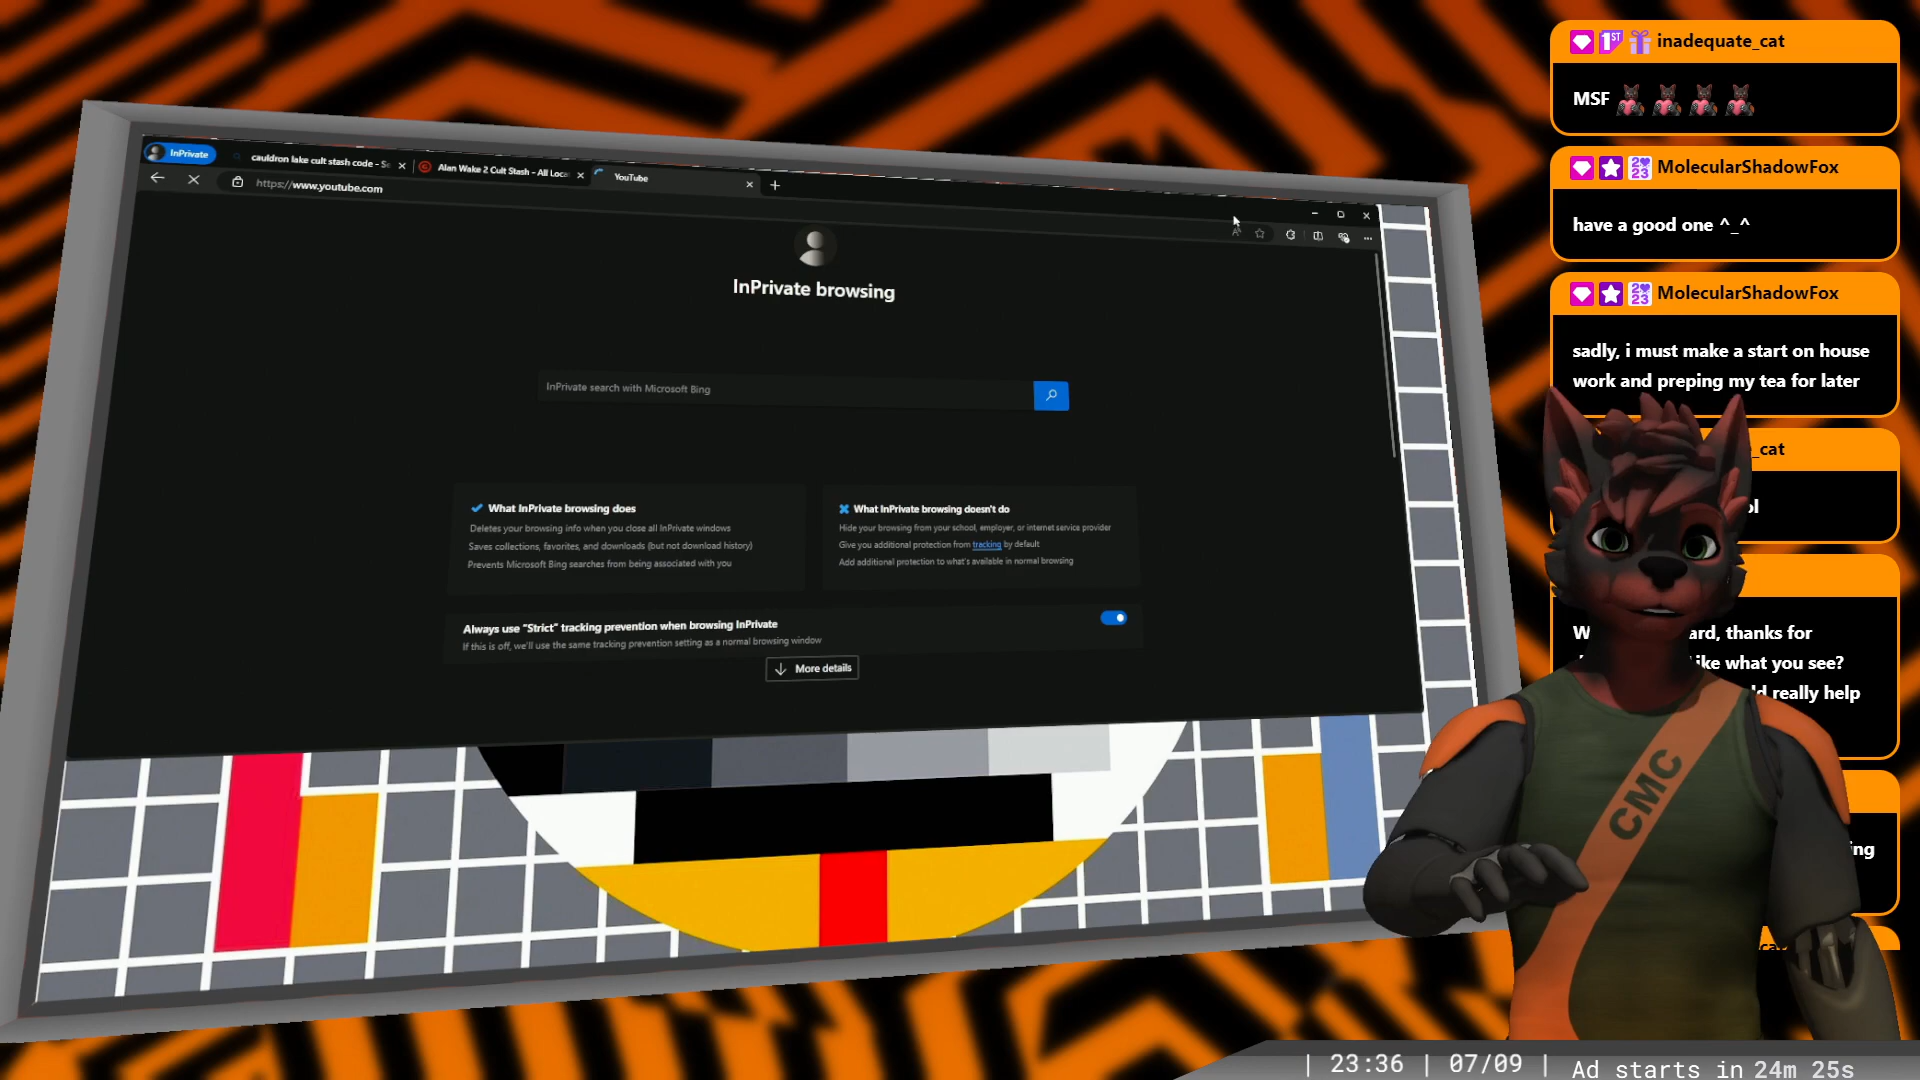 InPrivate
cauldron lake cult stash code - Se
Alan Wake 2 Cult Stash - All Loca
YouTube
https://www.youtube.com
InPrivate browsing
InPrivate search with Microsoft Bing
What InPrivate browsing does
Deletes your browsing info when you close all InPrivate windows
Saves collections, favorites, and downloads (but not download history)
Prevents Microsoft Bing searches from being associated with you
What InPrivate browsing doesn't do
Hide your browsing from your school, employer, or internet service provider
Give you additional protection from tracking by default
Add additional protection to what's available in normal browsing
Always use "Strict" tracking prevention when browsing InPrivate
If this is off, we'll use the same tracking prevention setting as a normal browsing window
More details
1ST
inadequate_cat
MSF
2023
MolecularShadowFox
have a good one ^_^
2023
MolecularShadowFox
sadly, i must make a start on house
work and preping my tea for later
_cat
ol
W
ard, thanks for
ike what you see?
d really help
ing
CMC
| 23:36 | 07/09 | Ad starts in 24m 25s